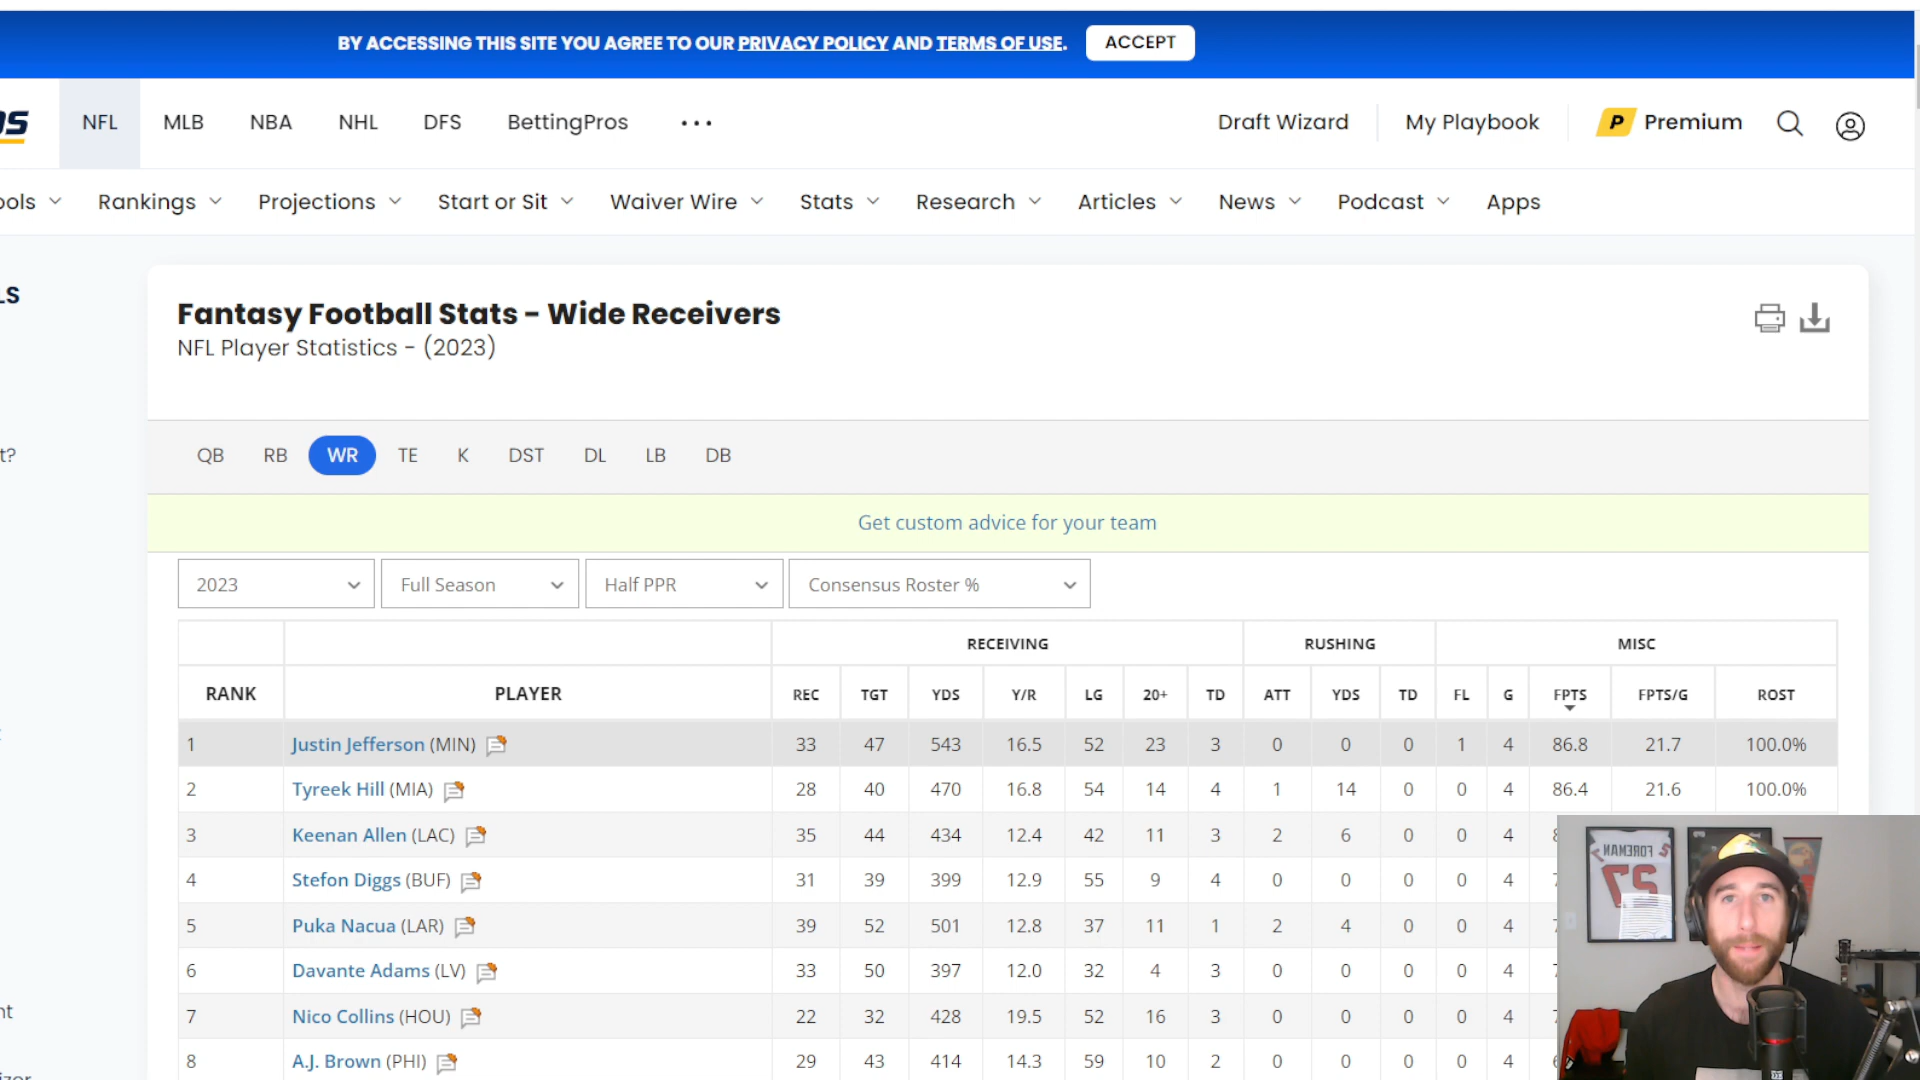 BY ACCESSING THIS SITE YOU AGREE TO OUR PRIVACY POLICY AND TERMS OF USE. ACCEPT
OS NFL MLB NBA NHL DFS BettingPros ... Draft Wizard My Playbook P Premium
ools Rankings Projections Start or Sit Waiver Wire Stats Research Articles News Podcast Apps
LS
Fantasy Football Stats - Wide Receivers
NFL Player Statistics - (2023)
t? QB RB WR TE K DST DL LB DB
Get custom advice for your team
2023 Full Season Half PPR Consensus Roster %
RECEIVING RUSHING MISC
RANK PLAYER REC TGT YDS Y/R LG 20+ TD ATT YDS TD FL G FPTS FPTS/G ROST
1 Justin Jefferson (MIN) 33 47 543 16.5 52 23 3 0 0 0 1 4 86.8 21.7 100.0%
2 Tyreek Hill (MIA) 28 40 470 16.8 54 14 4 1 14 0 0 4 86.4 21.6 100.0%
3 Keenan Allen (LAC) 35 44 434 12.4 42 11 3 2 6 0 0 4
4 Stefon Diggs (BUF) 31 39 399 12.9 55 9 4 0 0 0 0 4
5 Puka Nacua (LAR) 39 52 501 12.8 37 11 1 2 4 0 0 4
6 Davante Adams (LV) 33 50 397 12.0 32 4 3 0 0 0 0 4
nt 7 Nico Collins (HOU) 22 32 428 19.5 52 16 3 0 0 0 0 4
8 A.J. Brown (PHI) 29 43 414 14.3 59 10 2 0 0 0 0 4
FOREMAN
27